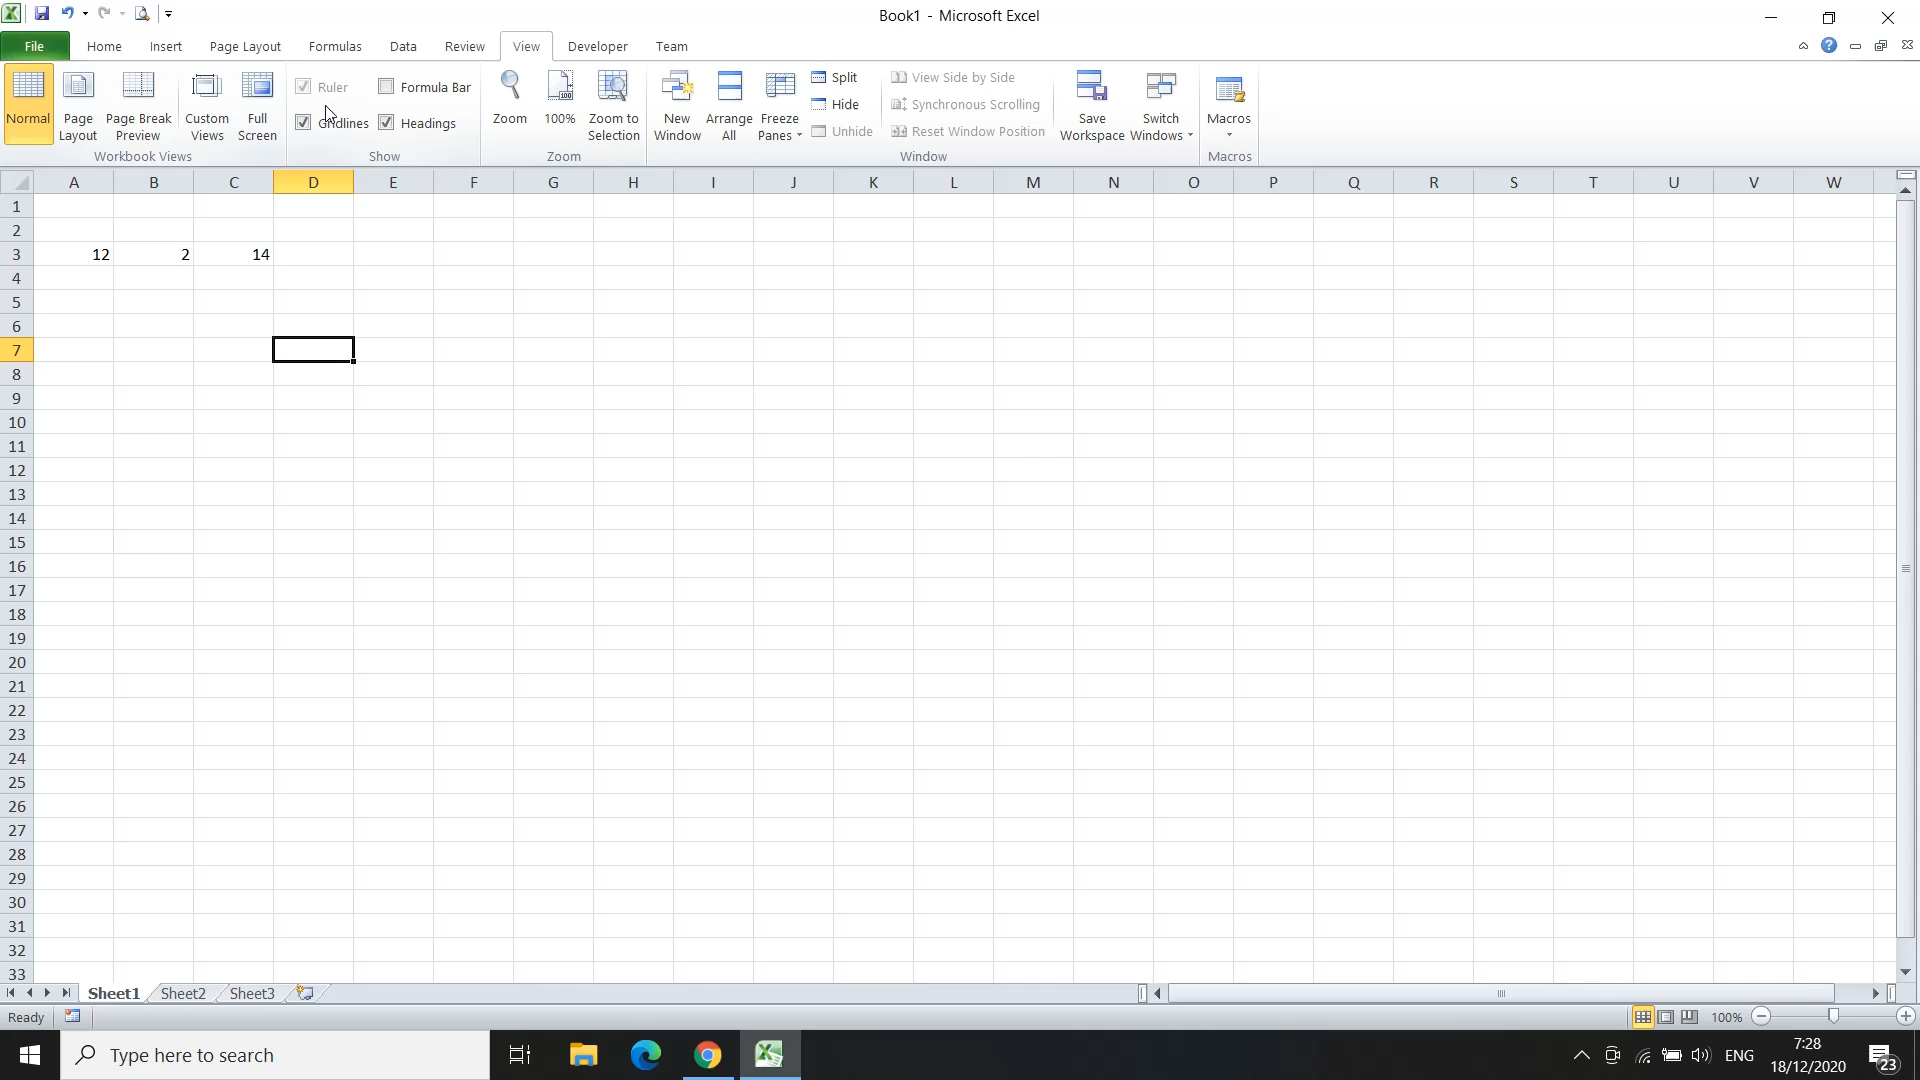 Book1 - Microsoft Excel
File Home Insert Page Layout Formulas Data Review View Developer Team
Normal
Page Layout
Page Break Preview
Custom Views
Full Screen
Workbook Views
Ruler
Formula Bar
Gridlines
Headings
Show
Zoom
100%
Zoom to Selection
Zoom
New Window
Arrange All
Freeze Panes
Split
Hide
Unhide
View Side by Side
Synchronous Scrolling
Reset Window Position
Window
Save Workspace
Switch Windows
Macros
Macros
A B C D E F G H I J K L M N O P Q R S T U V W
1
2
3 12 2 14
4
5
6
7
8
9
10
11
12
13
14
15
16
17
18
19
20
21
22
23
24
25
26
27
28
29
30
31
32
33
Sheet1 Sheet2 Sheet3
Ready 100%
Type here to search
ENG
7:28
18/12/2020
23